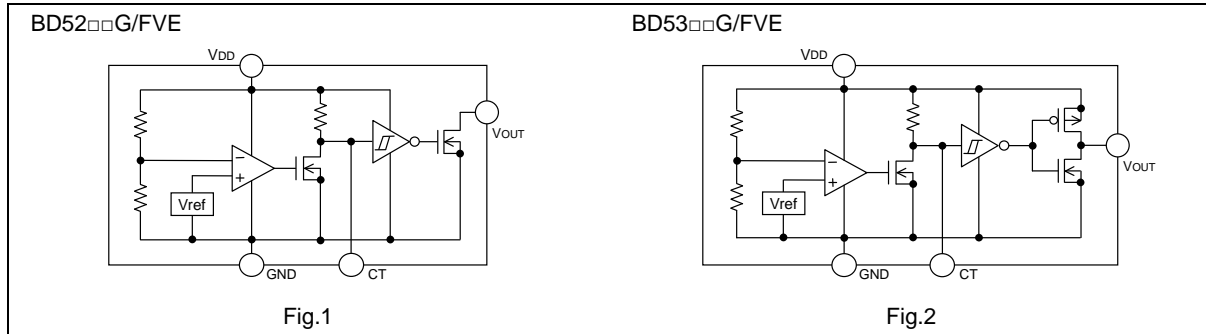 BD52□□G/FVE
VDD
VOUT
Vref
GND
CT
Fig.1
BD53□□G/FVE
VDD
VOUT
Vref
GND
CT
Fig.2